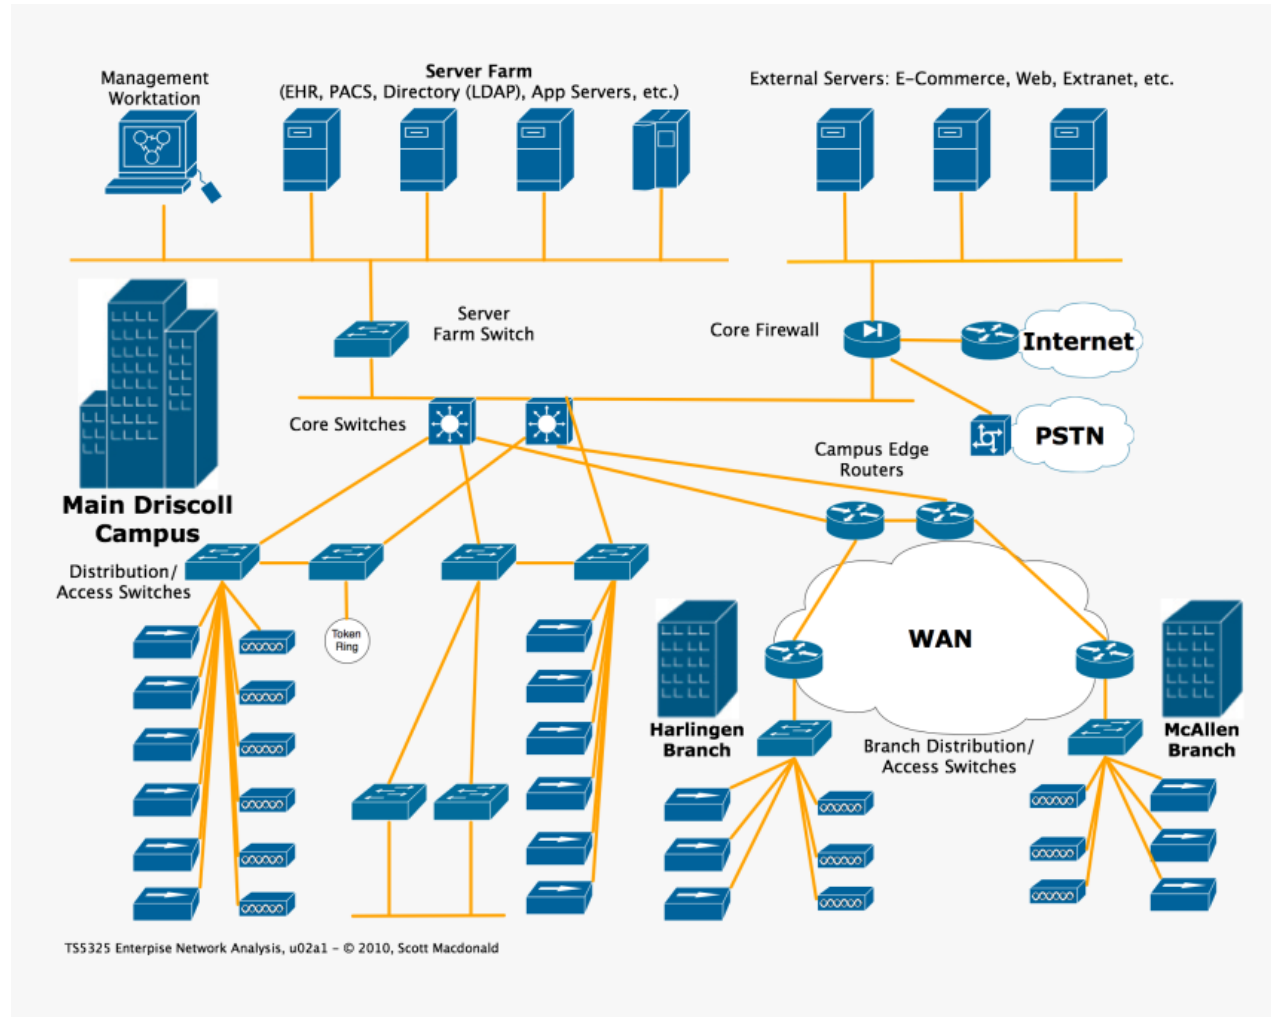 Management
Worktation
Server Farm
(EHR, PACS, Directory (LDAP), App Servers, etc.)
External Servers: E-Commerce, Web, Extranet, etc.
Server
Farm Switch
Core Firewall
Internet
Core Switches
PSTN
Campus Edge
Routers
Main Driscoll
Campus
Distribution/
Access Switches
Token
Ring
WAN
Harlingen
Branch
Branch Distribution/
Access Switches
McAllen
Branch
TS5325 Enterpise Network Analysis, u02a1 - © 2010, Scott Macdonald